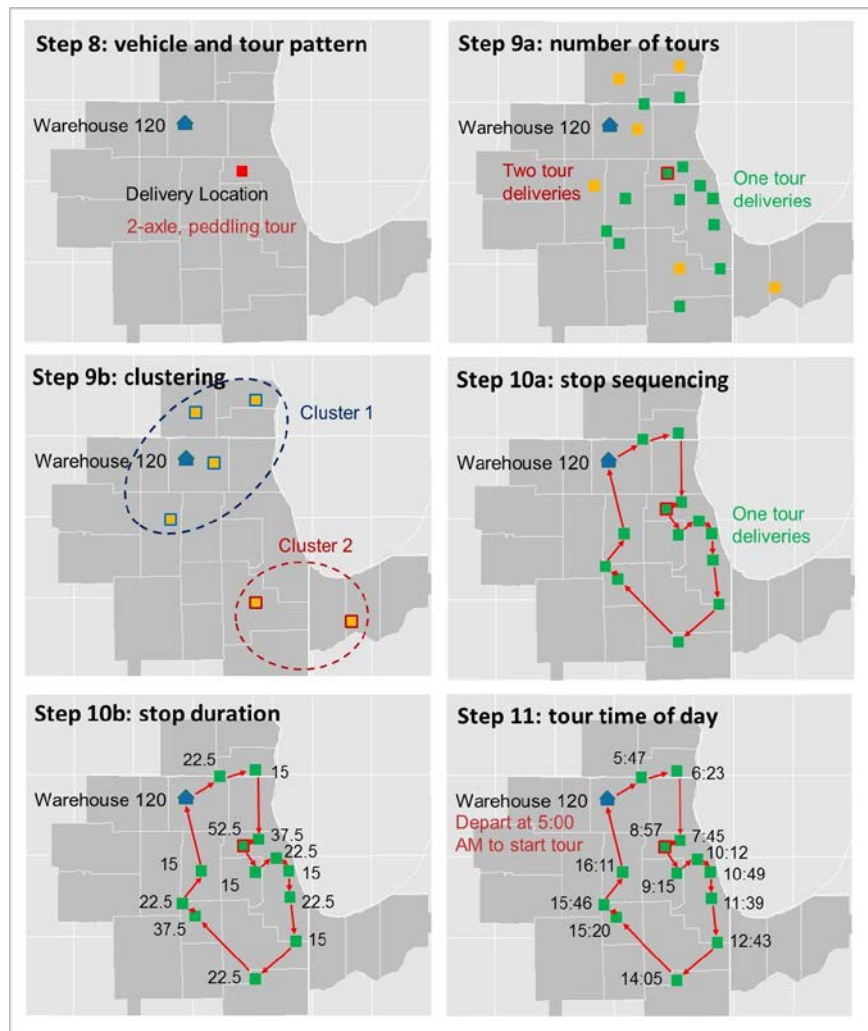 Step 8: vehicle and tour pattern
Warehouse 120
Delivery Location
2-axle, peddling tour
Step 9a: number of tours
Warehouse 120
Two tour
deliveries
One tour
deliveries
Step 9b: clustering
Cluster 1
Warehouse 120
Cluster 2
Step 10a: stop sequencing
Warehouse 120
One tour
deliveries
Step 10b: stop duration
22.5
15
Warehouse 120
52.5
37.5
22.5
15
15
15
22.5
22.5
37.5
15
22.5
Step 11: tour time of day
5:47
6:23
Warehouse 120
Depart at 5:00
AM to start tour
8:57
7:45
10:12
16:11
9:15
10:49
11:39
15:46
15:20
12:43
14:05